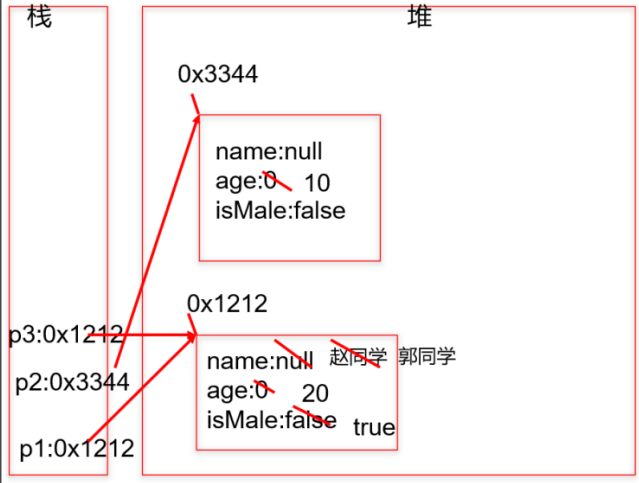 栈
堆
0x3344
name:null
age:0 10
isMale:false
0x1212
p3:0x1212
name:null 赵同学 郭同学
p2:0x3344
age:0 20
isMale:false true
p1:0x1212